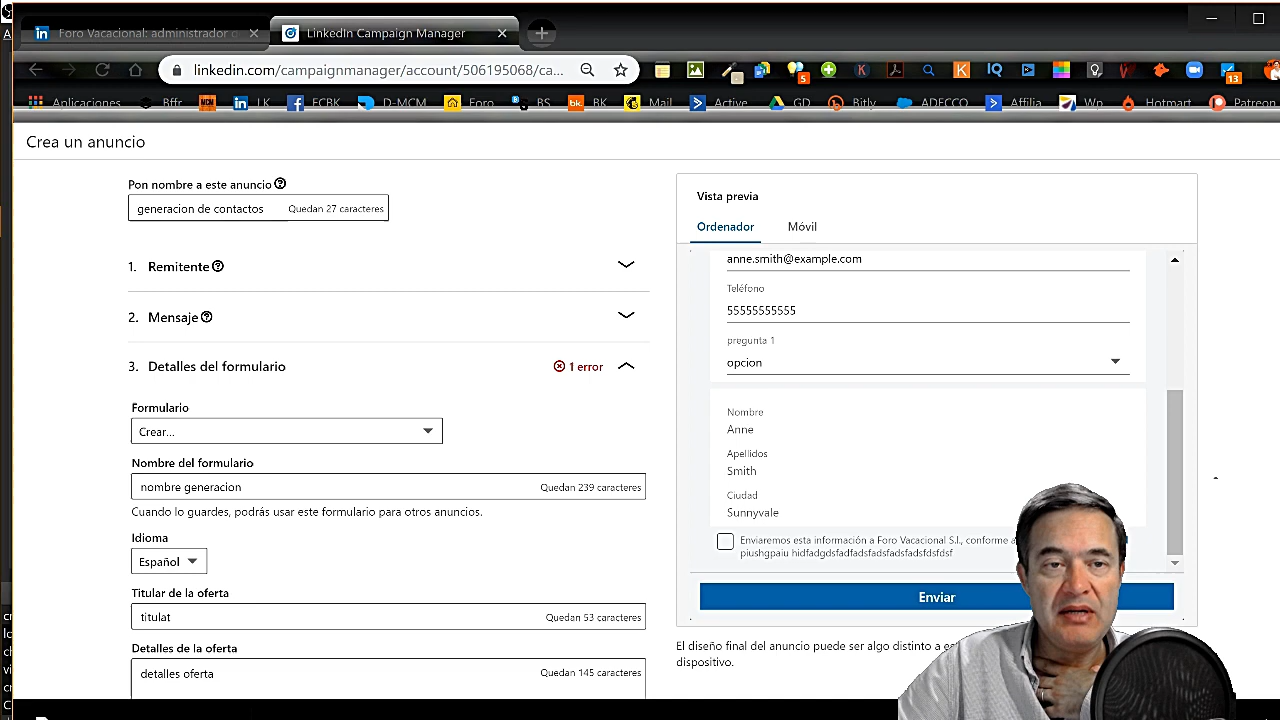 Foro Vacacional: administrador d
LinkedIn Campaign Manager
linkedin.com/campaignmanager/account/506195068/ca...
5
13
Aplicaciones
Bffr
LK
FCBK
D-MCM
Foro
BS
BK
Mail
Active
GD
Bitly
ADECCO
Affilia
Wp
Hotmart
Patreon
Crea un anuncio
Pon nombre a este anuncio
generacion de contactos
Quedan 27 caracteres
1. Remitente
2. Mensaje
3. Detalles del formulario
1 error
Formulario
Crear...
Nombre del formulario
nombre generacion
Quedan 239 caracteres
Cuando lo guardes, podrás usar este formulario para otros anuncios.
Idioma
Español
Titular de la oferta
titulat
Quedan 53 caracteres
Detalles de la oferta
detalles oferta
Quedan 145 caracteres
Vista previa
Ordenador
Móvil
anne.smith@example.com
Teléfono
55555555555
pregunta 1
opcion
Nombre
Anne
Apellidos
Smith
Ciudad
Sunnyvale
Enviaremos esta información a Foro Vacacional S.l., conforme a
piushgpaiu hidfadgdsfadfadsfadsfadsfadsfdsfdsf
Enviar
El diseño final del anuncio puede ser algo distinto a
dispositivo.